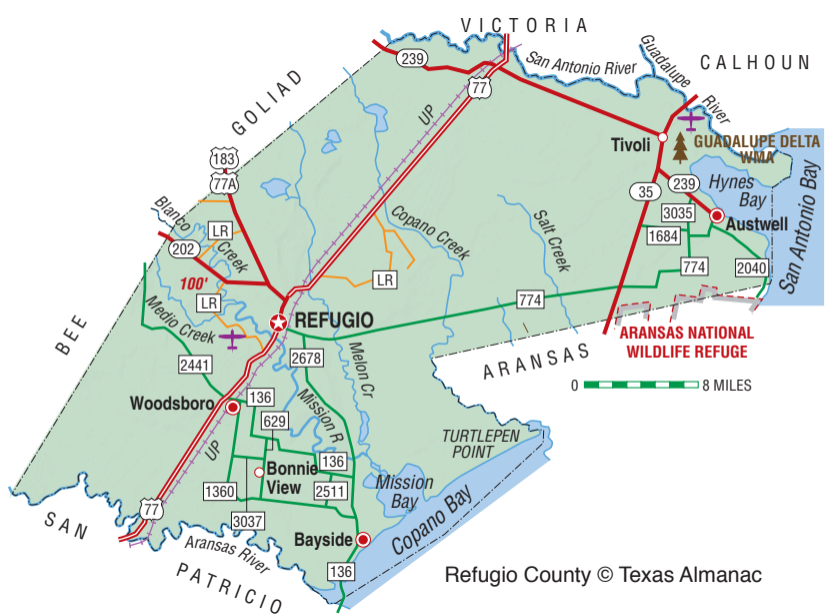 VICTORIA
239
San Antonio River
Guadalupe
River
CALHOUN
77
UP
GOLIAD
Tivoli
GUADALUPE DELTA
WMA
183
77A
35
239
Hynes
Bay
3035
Austwell
San Antonio Bay
Blanco
Creek
LR
202
Copano Creek
Salt Creek
1684
774
2040
LR
100'
LR
774
Medio Creek
REFUGIO
ARANSAS NATIONAL
WILDLIFE REFUGE
BEE
2441
2678
Melon Cr
ARANSAS
0 8 MILES
Woodsboro
136
629
Mission R
TURTLEPEN
POINT
UP
136
Bonnie
View
Mission
Bay
1360
2511
77
3037
Copano Bay
SAN
PATRICIO
Aransas River
Bayside
136
Refugio County © Texas Almanac